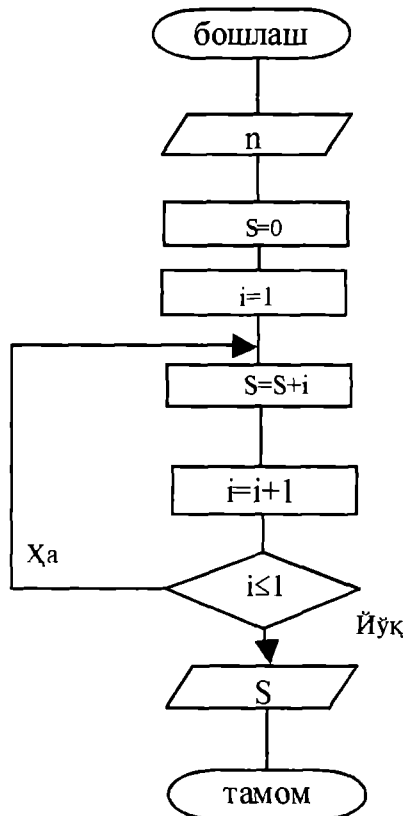 бошлаш
n
S=0
i=1
S=S+i
i=i+1
Ҳа
i≤1
Йўқ
S
тамом